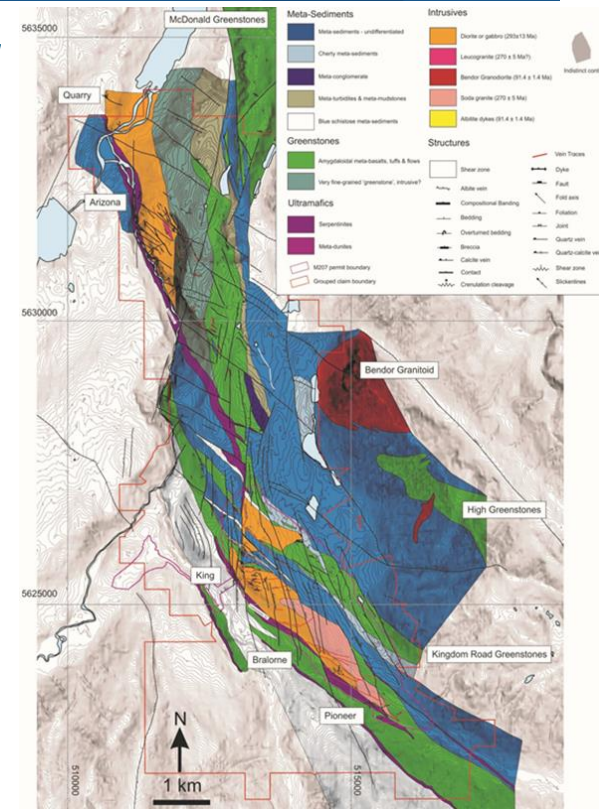 McDonald Greenstones
5635000
Quarry
Arizona
5630000
Bendor Granitoid
High Greenstones
King
5625000
Kingdom Road Greenstones
Bralorne
Pioneer
N
1 km
510000
515000
Meta-Sediments
Meta-sediments - undifferentiated
Cherty meta-sediments
Meta-conglomerate
Meta-turbidites & meta-mudstones
Blue schistose meta-sediments
Greenstones
Amygdaloidal meta-basalts, tuffs & flows
Very fine-grained 'greenstone', intrusive?
Ultramafics
Serpentinites
Meta-dunites
M207 permit boundary
Grouped claim boundary
Intrusives
Diorite or gabbro (293±13 Ma)
Leucogranite (270 ± 5 Ma?)
Bendor Granodiorite (91.4 ± 1.4 Ma)
Soda granite (270 ± 5 Ma)
Albitite dykes (91.4 ± 1.4 Ma)
Structures
Shear zone
Albite vein
Compositional Banding
Bedding
Overturned bedding
Breccia
Calcite vein
Contact
Crenulation cleavage
Vein Traces
Dyke
Fault
Fold axis
Foliation
Joint
Quartz vein
Quartz-calcite vein
Shear zone
Slickenlines
Indistinct cont